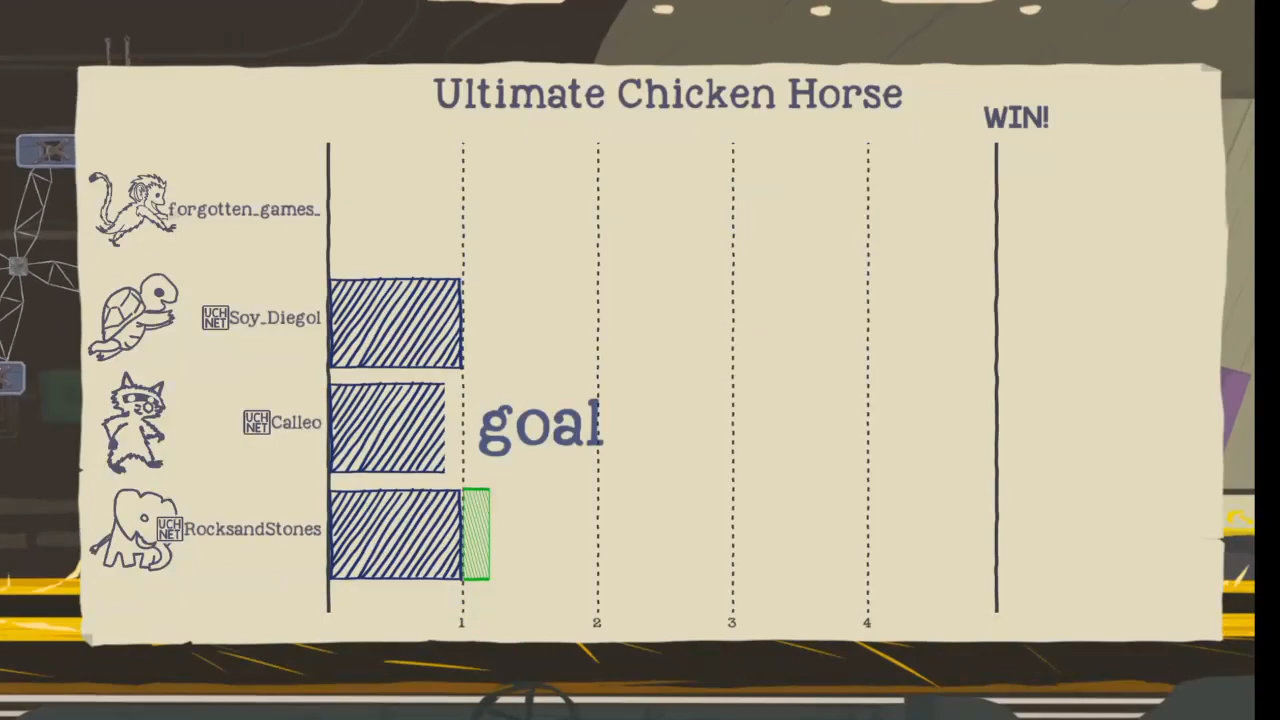 Ultimate Chicken Horse
WIN!
forgotten_games_
UCH NET Soy_Diegol
UCH NET Calleo
goal
UCH NET RocksandStones
1 2 3 4